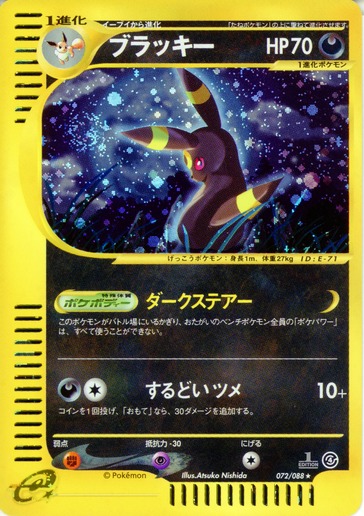 1進化
イーブイから進化
「たねポケモン」の上に重ねて進化させます。
ブラッキー HP70
1進化ポケモン
げっこうポケモン：身長1m、体重27kg ID:E-71
特殊体質
ポケボディー ダークステアー
このポケモンがバトル場にいるかぎり、おたがいのベンチポケモン全員の「ポケパワー」
は、すべて使うことができない。
するどいツメ 10+
コインを1回投げ、「おもて」なら、30ダメージを追加する。
弱点 抵抗力 -30 にげる
1 EDITION
© Pokémon Illus.Atsuko Nishida 072/088★